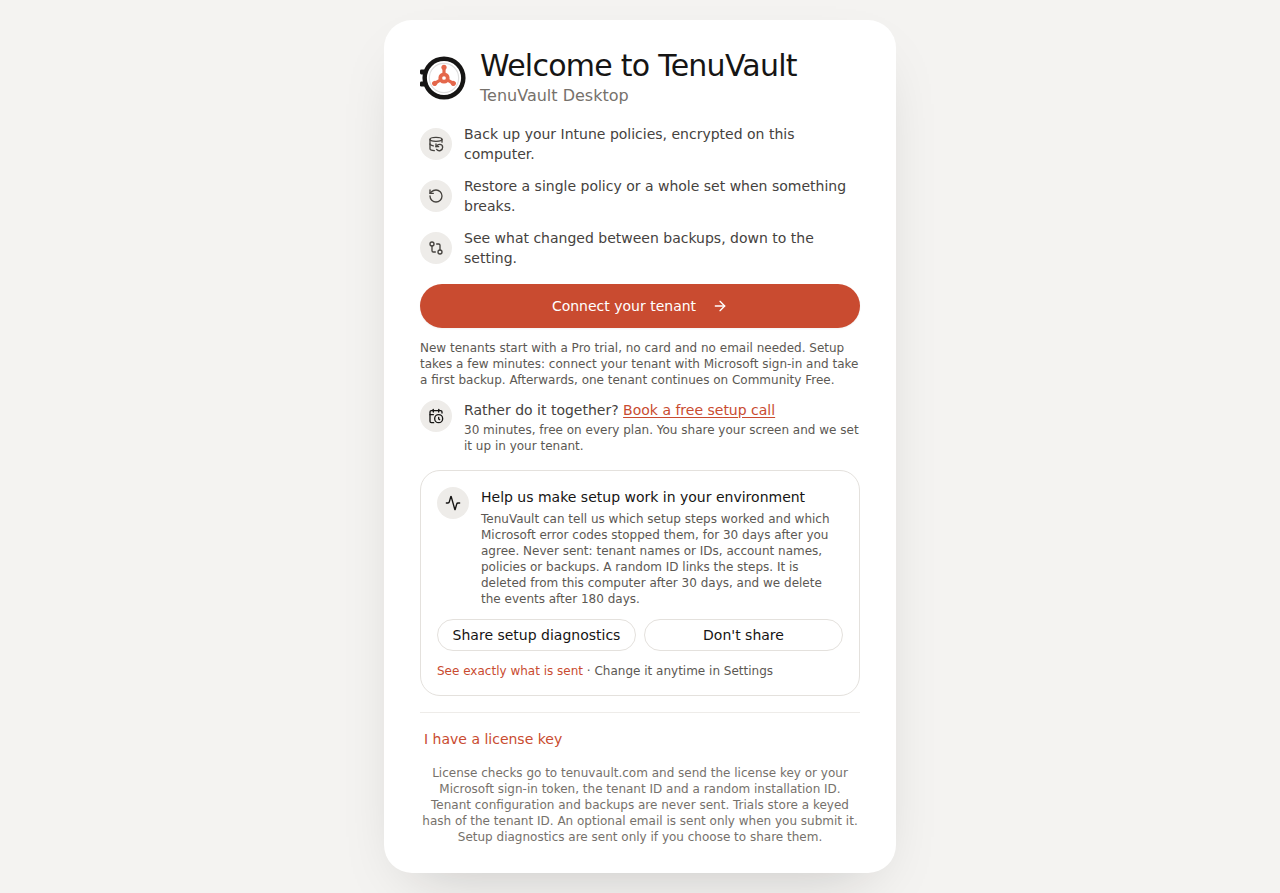 Welcome to TenuVault
TenuVault Desktop
Back up your Intune policies, encrypted on this
computer.
Restore a single policy or a whole set when something
breaks.
See what changed between backups, down to the
setting.
Connect your tenant
New tenants start with a Pro trial, no card and no email needed. Setup
takes a few minutes: connect your tenant with Microsoft sign-in and take
a first backup. Afterwards, one tenant continues on Community Free.
Rather do it together? Book a free setup call
30 minutes, free on every plan. You share your screen and we set
it up in your tenant.
Help us make setup work in your environment
TenuVault can tell us which setup steps worked and which
Microsoft error codes stopped them, for 30 days after you
agree. Never sent: tenant names or IDs, account names,
policies or backups. A random ID links the steps. It is
deleted from this computer after 30 days, and we delete
the events after 180 days.
Share setup diagnostics Don't share
See exactly what is sent · Change it anytime in Settings
I have a license key
License checks go to tenuvault.com and send the license key or your
Microsoft sign-in token, the tenant ID and a random installation ID.
Tenant configuration and backups are never sent. Trials store a keyed
hash of the tenant ID. An optional email is sent only when you submit it.
Setup diagnostics are sent only if you choose to share them.